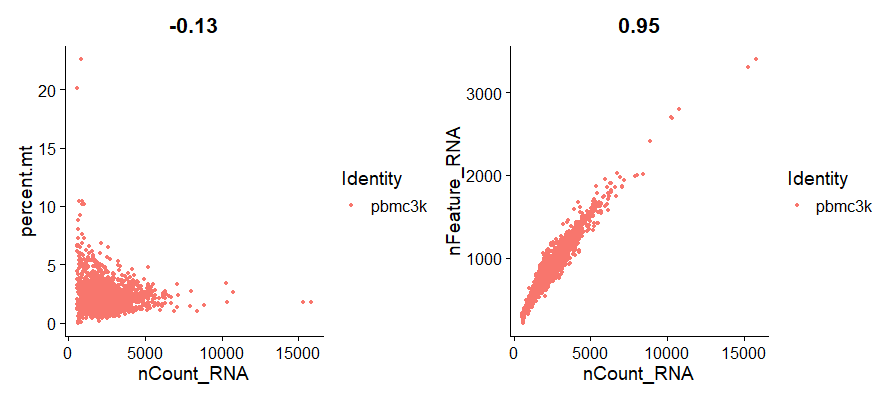 -0.13
percent.mt
20
15
10
5
0
0 5000 10000 15000
nCount_RNA
Identity
pbmc3k
0.95
nFeature_RNA
3000
2000
1000
0 5000 10000 15000
nCount_RNA
Identity
pbmc3k